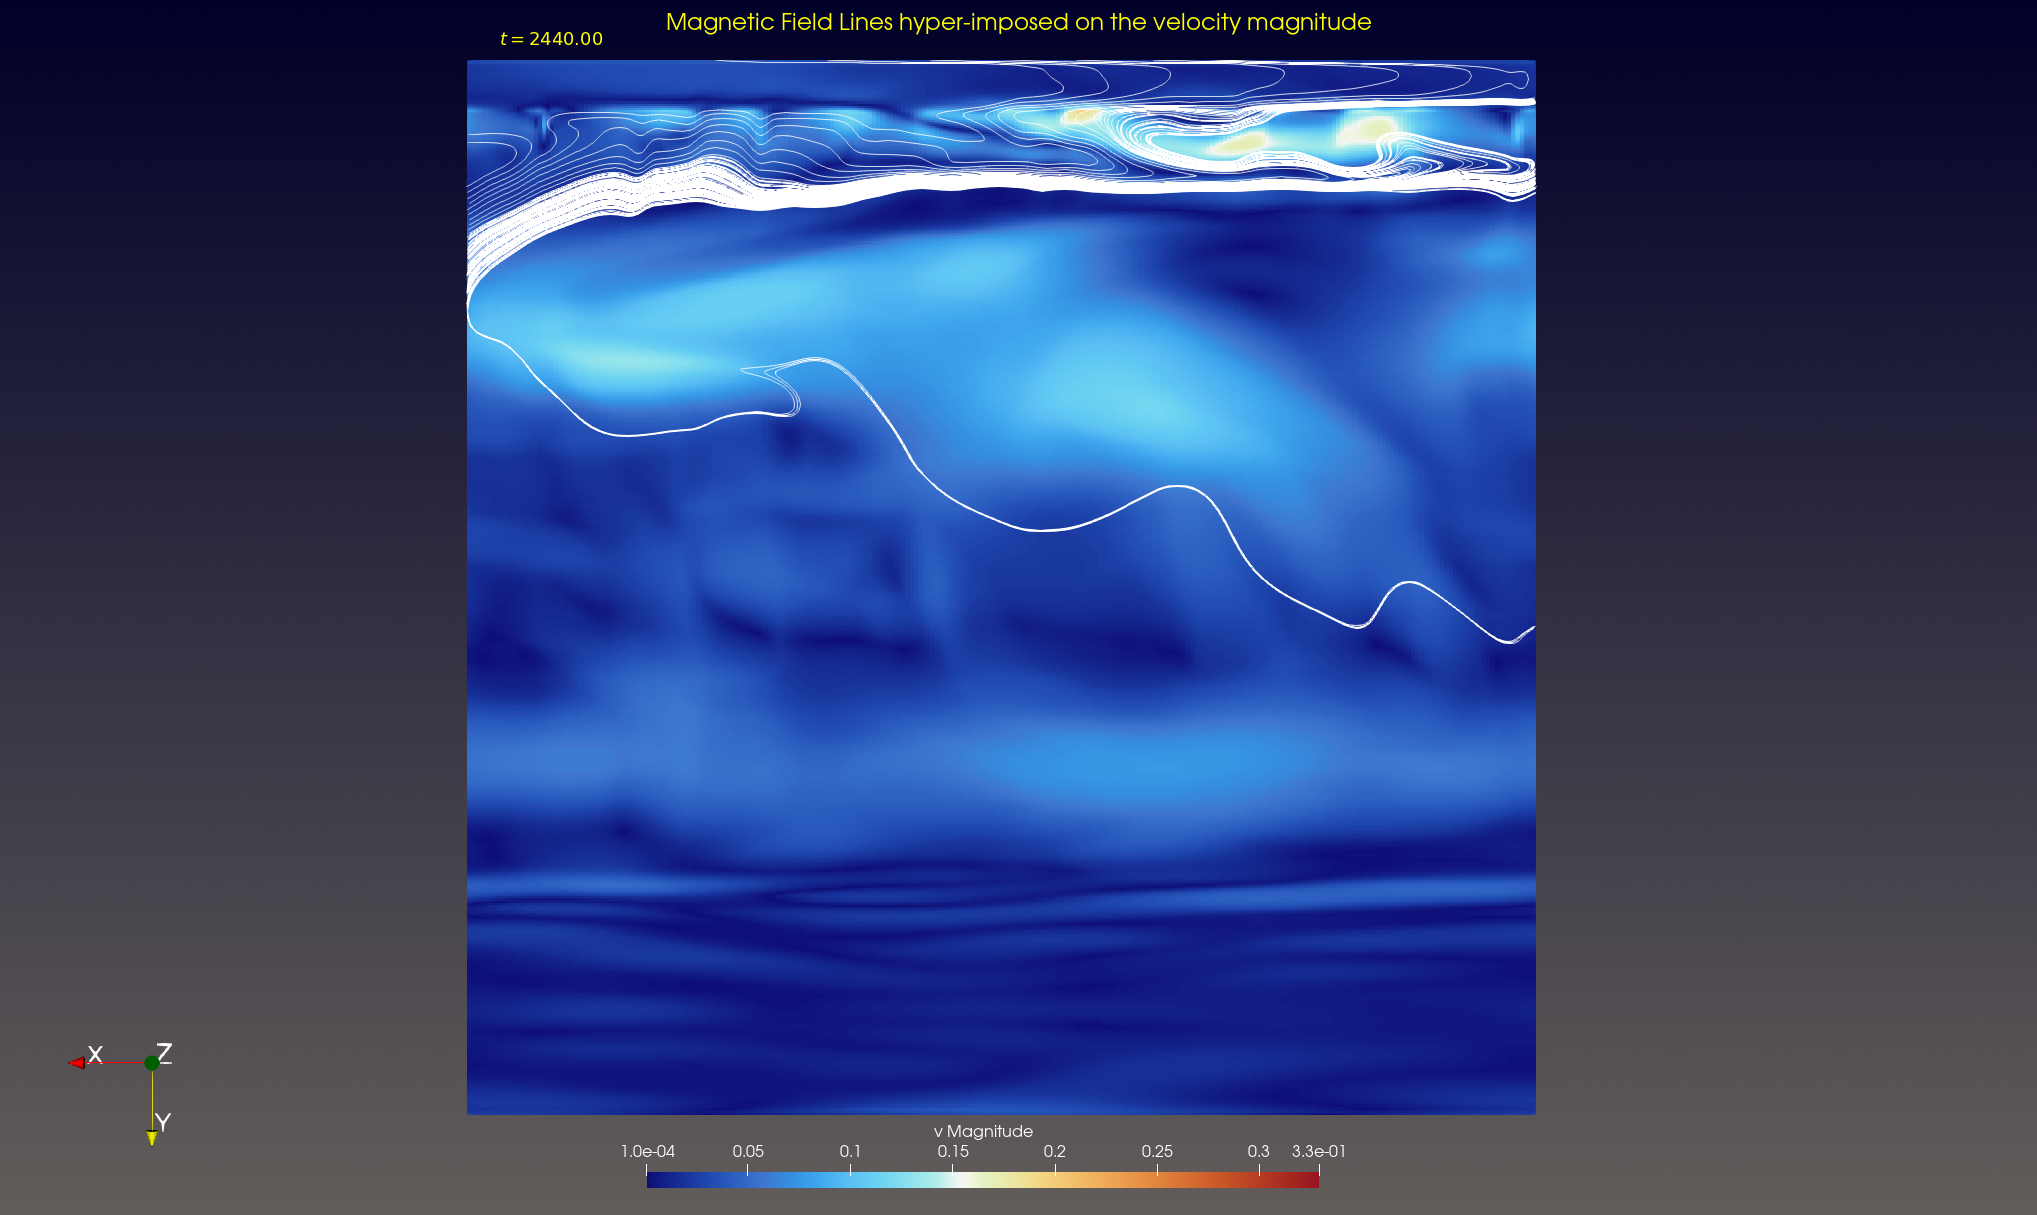 Magnetic Field Lines hyper-imposed on the velocity magnitude
t = 2440.00
X
Z
Y
v Magnitude
1.0e-04 0.05 0.1 0.15 0.2 0.25 0.3 3.3e-01